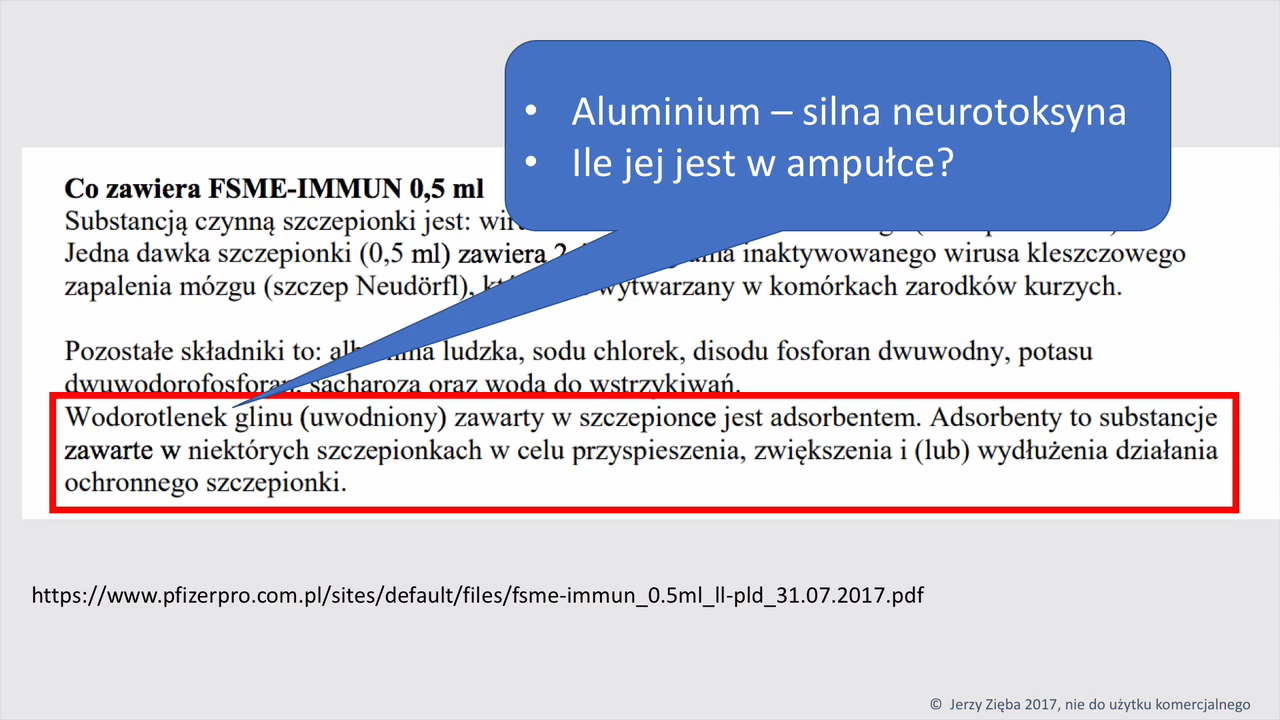 • Aluminium – silna neurotoksyna
• Ile jej jest w ampułce?
Co zawiera FSME-IMMUN 0,5 ml
Substancją czynną szczepionki jest:
Jedna dawka szczepionki (0,5 ml) zawiera inaktywowanego wirusa kleszczowego
zapalenia mózgu (szczep Neudörfl), wytwarzany w komórkach zarodków kurzych.
Pozostałe składniki to: ludzka, sodu chlorek, disodu fosforan dwuwodny, potasu
dwuwodorofosforan, sacharoza oraz woda do wstrzykiwań.
Wodorotlenek glinu (uwodniony) zawarty w szczepionce jest adsorbentem. Adsorbenty to substancje
zawarte w niektórych szczepionkach w celu przyspieszenia, zwiększenia i (lub) wydłużenia działania
ochronnego szczepionki.
https://www.pfizerpro.com.pl/sites/default/files/fsme-immun_0.5ml_ll-pld_31.07.2017.pdf
© Jerzy Zięba 2017, nie do użytku komercjalnego